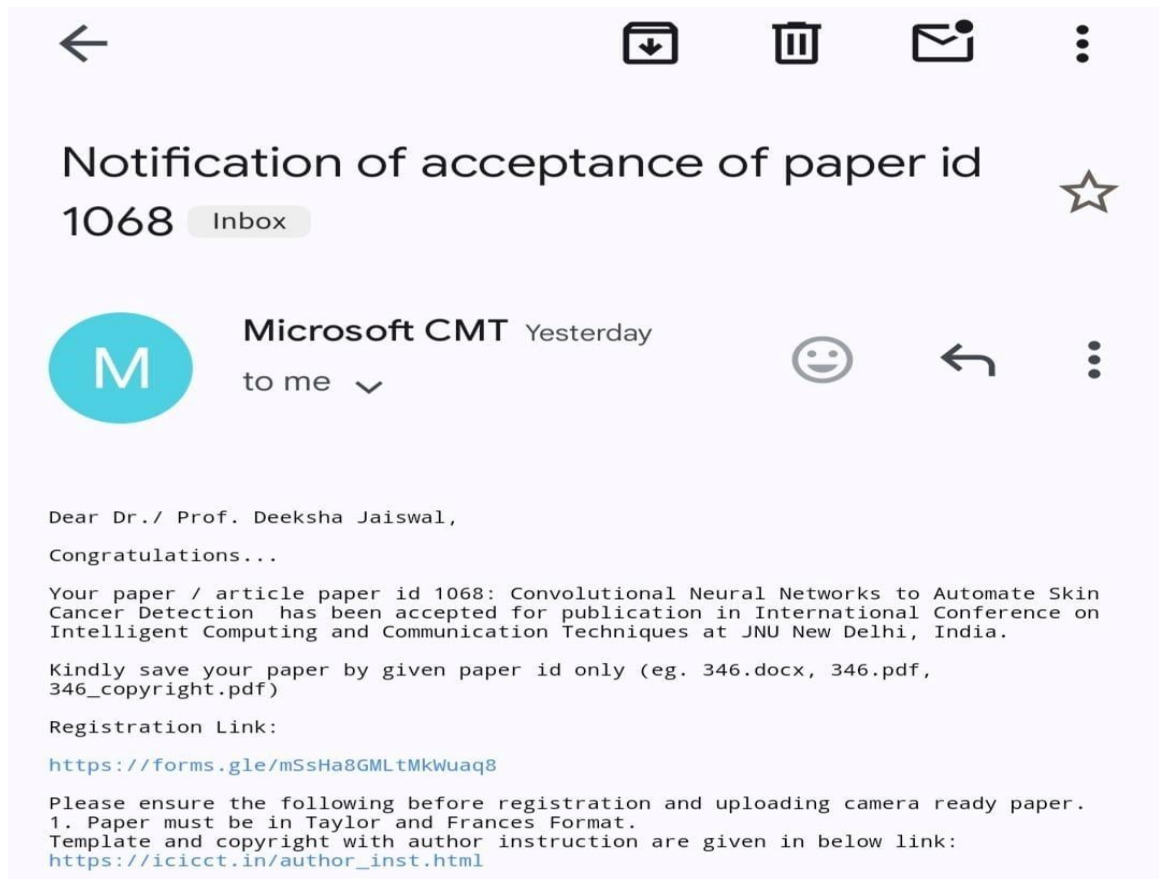 Notification of acceptance of paper id
1068 Inbox
M
Microsoft CMT Yesterday
to me
Dear Dr./ Prof. Deeksha Jaiswal,
Congratulations...
Your paper / article paper id 1068: Convolutional Neural Networks to Automate Skin
Cancer Detection  has been accepted for publication in International Conference on
Intelligent Computing and Communication Techniques at JNU New Delhi, India.
Kindly save your paper by given paper id only (eg. 346.docx, 346.pdf,
346_copyright.pdf)
Registration Link:
https://forms.gle/mSsHa8GMLtMkWuaq8
Please ensure the following before registration and uploading camera ready paper.
1. Paper must be in Taylor and Frances Format.
Template and copyright with author instruction are given in below link:
https://icicct.in/author_inst.html